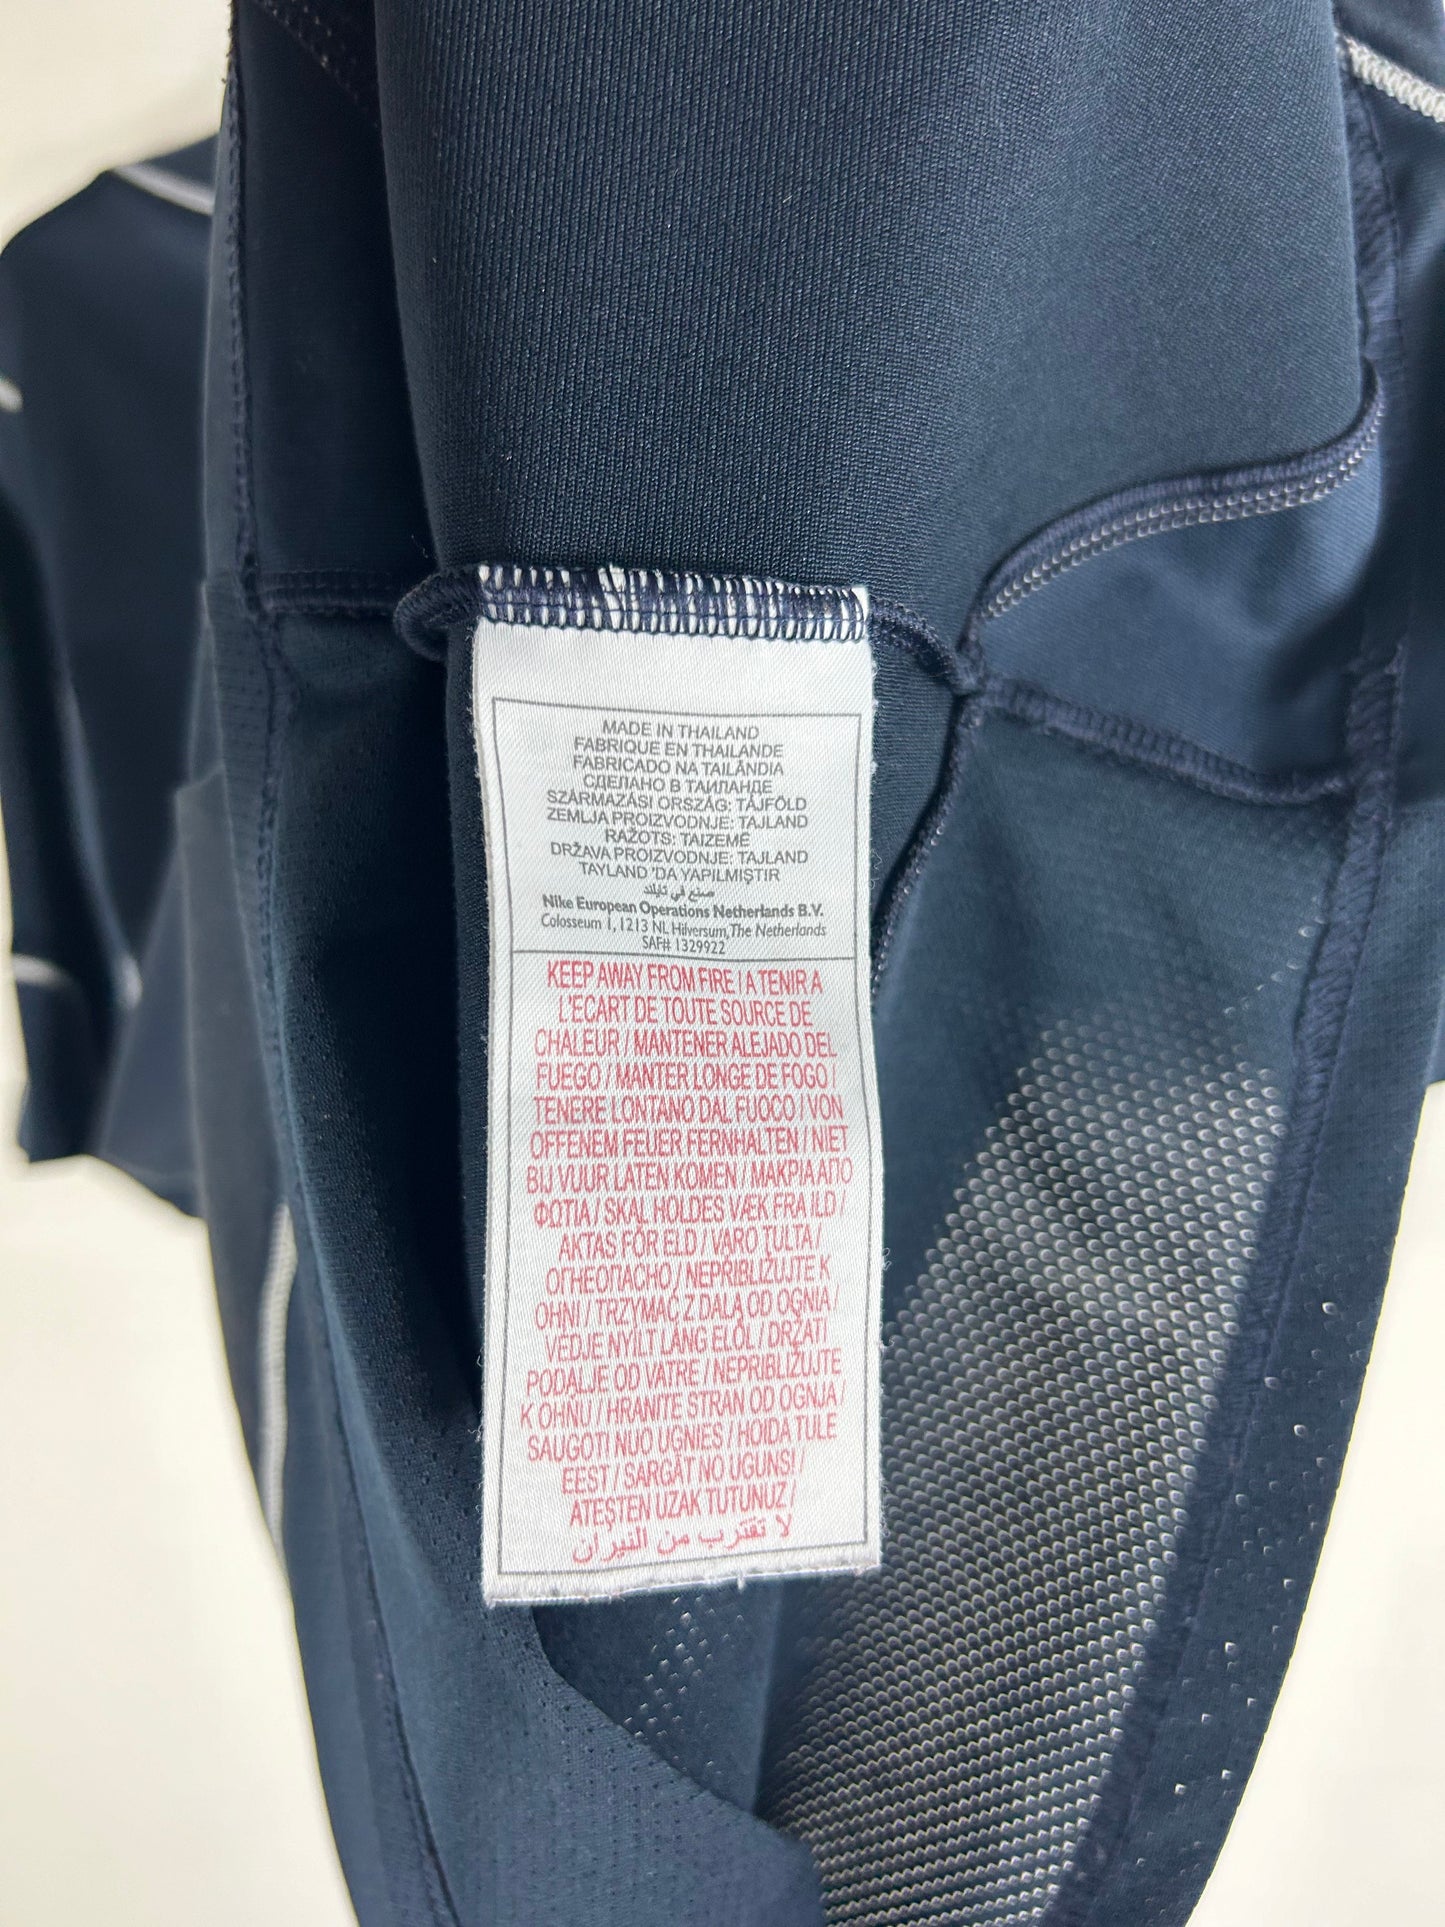 MADE IN THAILAND
FABRIQUE EN THAILANDE
FABRICADO NA TAILÂNDIA
СДЕЛАНО В ТАИЛАНДЕ
SZÁRMAZÁSI ORSZÁG: TÁJFÖLD
ZEMLJA PROIZVODNJE: TAJLAND
RAŽOTS: TAIZEMĒ
DRŽAVA PROIZVODNJE: TAJLAND
TAYLAND 'DA YAPILMIŞTIR
صنع في تايلند
Nike European Operations Netherlands B.V.
Colosseum 1, 1213 NL Hilversum, The Netherlands
SAF# 1329922
KEEP AWAY FROM FIRE / A TENIR A
L'ECART DE TOUTE SOURCE DE
CHALEUR / MANTENER ALEJADO DEL
FUEGO / MANTER LONGE DE FOGO /
TENERE LONTANO DAL FUOCO / VON
OFFENEM FEUER FERNHALTEN / NIET
BIJ VUUR LATEN KOMEN / ΜΑΚΡΙΑ ΑΠΟ
ΦΩΤΙΑ / SKAL HOLDES VÆK FRA ILD /
AKTAS FÖR ELD / VARO TULTA /
ОГНЕОПАСНО / NEPŘIBLIŽUJTE K
OHNI / TRZYMAĆ Z DALA OD OGNIA /
VÉDJE NYÍLT LÁNG ELŐL / DRŽATI
PODALJE OD VATRE / NEPRIBLIŽUJTE
K OHŇU / HRANITE STRAN OD OGNJA /
SAUGOTI NUO UGNIES / HOIDA TULE
EEST / SARGĀT NO UGUNS! /
ATEŞTEN UZAK TUTUNUZ /
لا تقترب من النيران